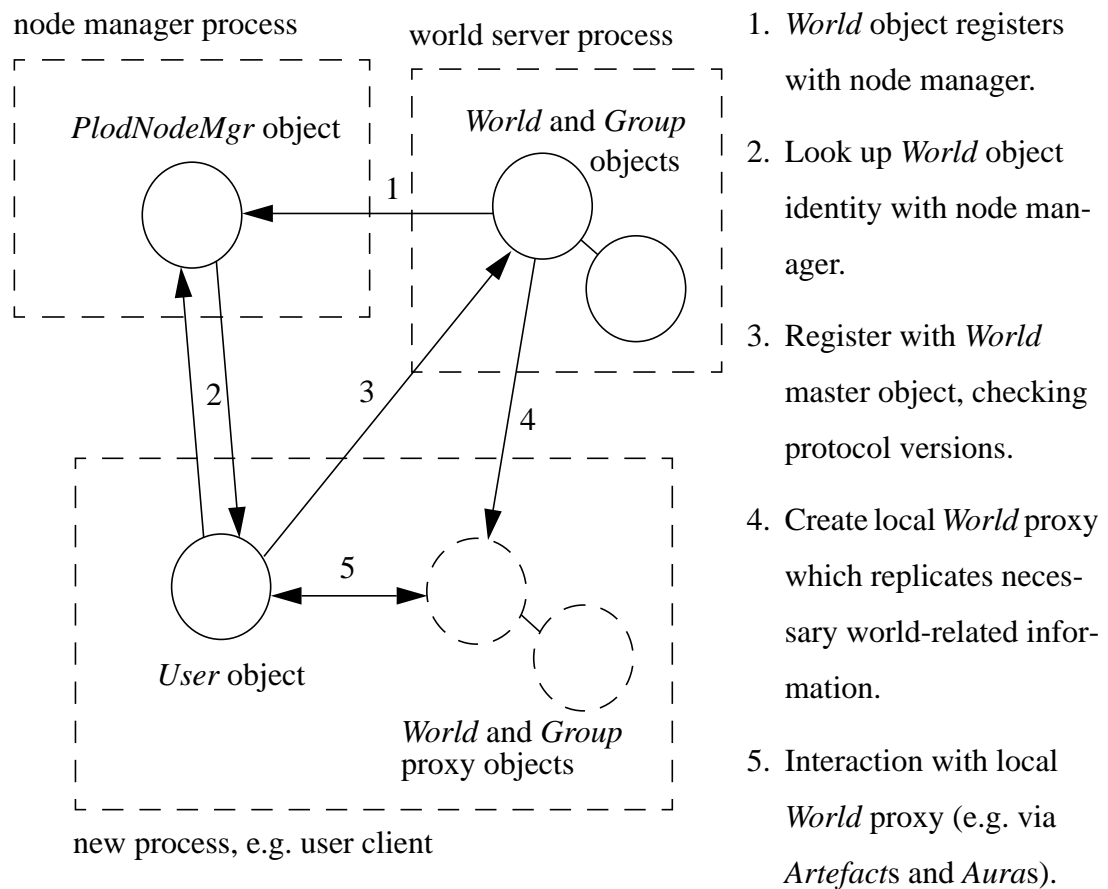 node manager process
world server process
PlodNodeMgr object
World and Group
objects
1
2
3
4
5
User object
World and Group
proxy objects
new process, e.g. user client
1. World object registers
with node manager.
2. Look up World object
identity with node man-
ager.
3. Register with World
master object, checking
protocol versions.
4. Create local World proxy
which replicates neces-
sary world-related infor-
mation.
5. Interaction with local
World proxy (e.g. via
Artefacts and Auras).